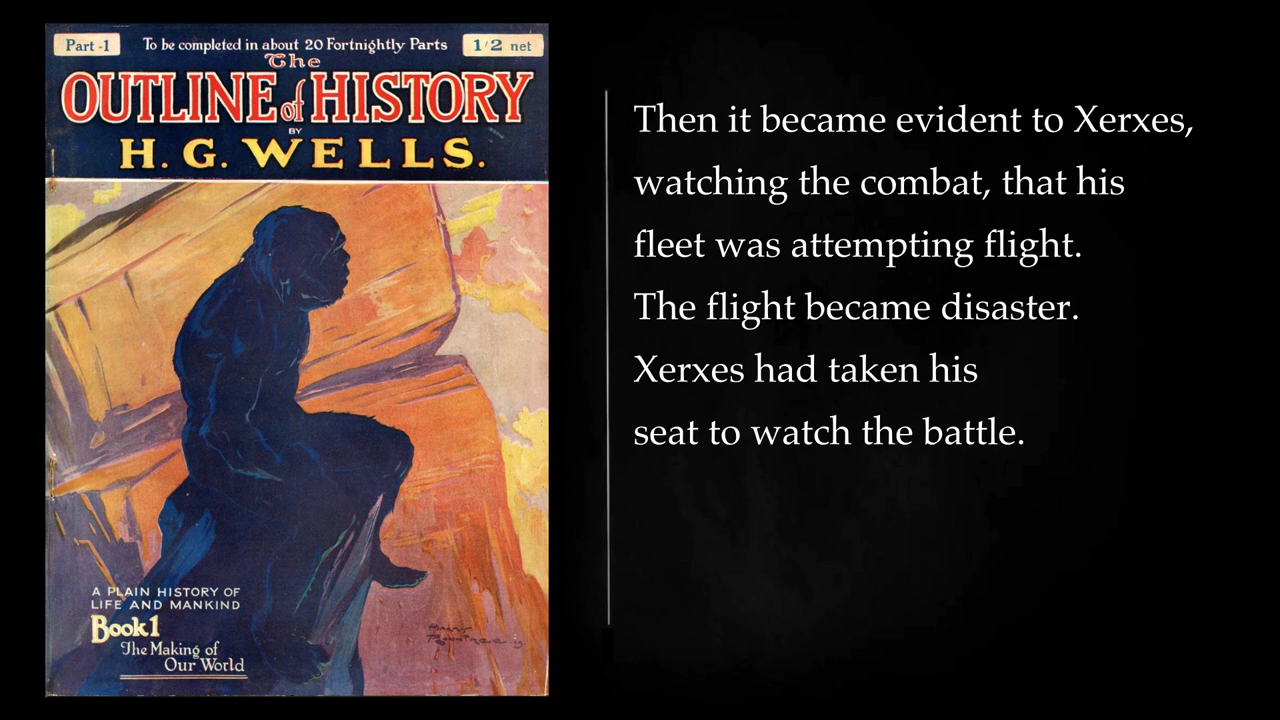 Part -1
To be completed in about 20 Fortnightly Parts
1/2 net
The
OUTLINE of HISTORY
BY
H. G. WELLS.
A PLAIN HISTORY OF
LIFE AND MANKIND
Book 1
The Making of
Our World
Then it became evident to Xerxes,
watching the combat, that his
fleet was attempting flight.
The flight became disaster.
Xerxes had taken his
seat to watch the battle.